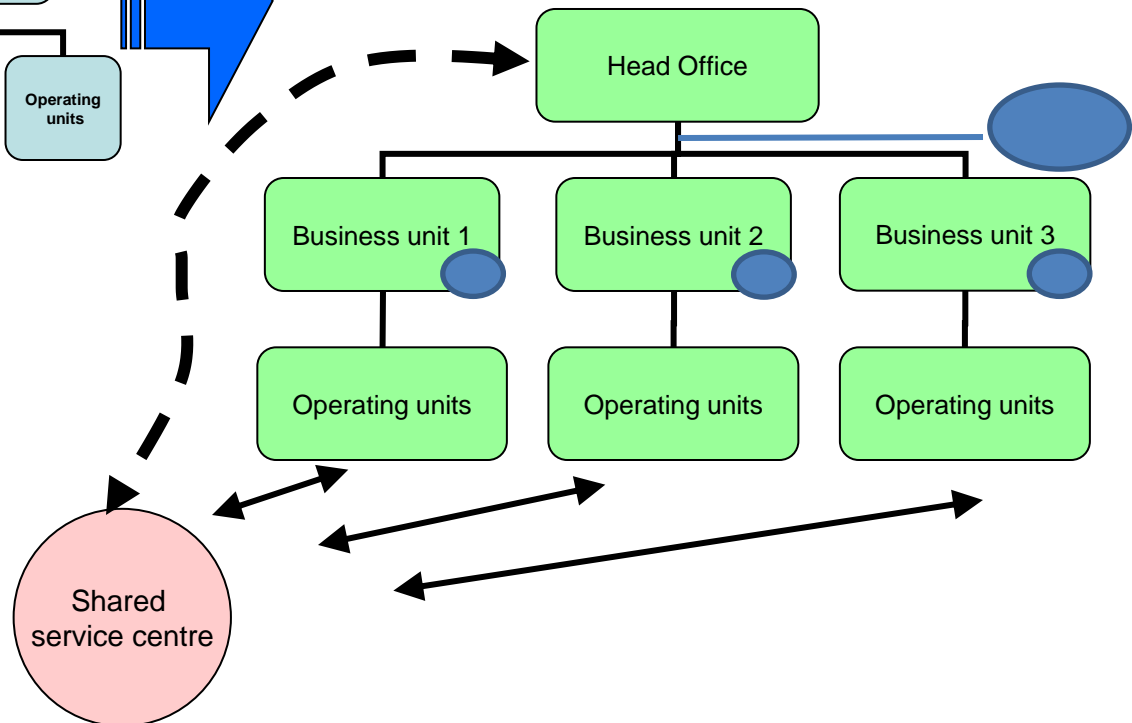 Operating
units
Head Office
Business unit 1
Business unit 2
Business unit 3
Operating units
Operating units
Operating units
Shared
service centre